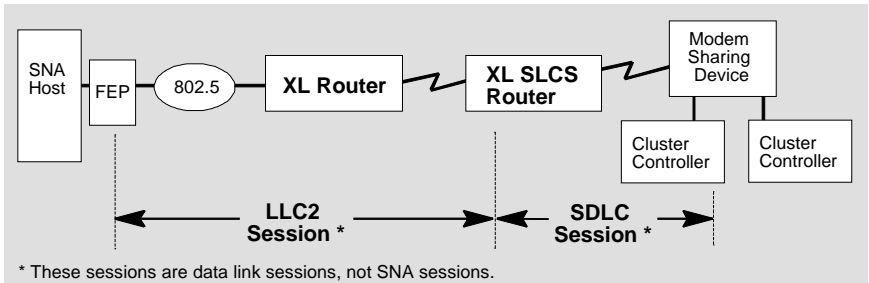 SNA
Host
FEP
802.5
XL Router
XL SLCS
Router
Modem
Sharing
Device
Cluster
Controller
Cluster
Controller
LLC2
Session *
SDLC
Session *
* These sessions are data link sessions, not SNA sessions.